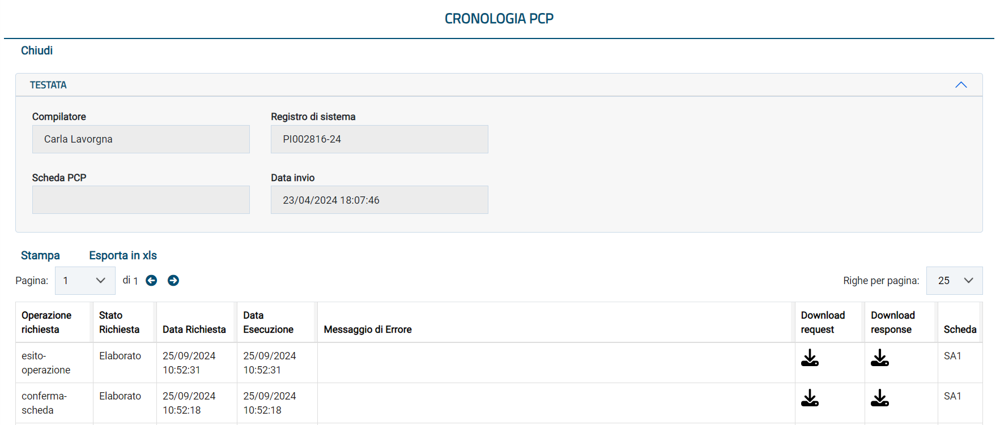 CRONOLOGIA PCP
Chiudi
TESTATA
Compilatore
Registro di sistema
Carla Lavorgna
PI002816-24
Scheda PCP
Data invio
23/04/2024 18:07:46
Stampa
Esporta in xls
Pagina: 1 di 1
Righe per pagina: 25
Operazione richiesta
Stato Richiesta
Data Richiesta
Data Esecuzione
Messaggio di Errore
Download request
Download response
Scheda
esito-
operazione
Elaborato
25/09/2024
10:52:31
25/09/2024
10:52:31
SA1
conferma-
scheda
Elaborato
25/09/2024
10:52:18
25/09/2024
10:52:18
SA1